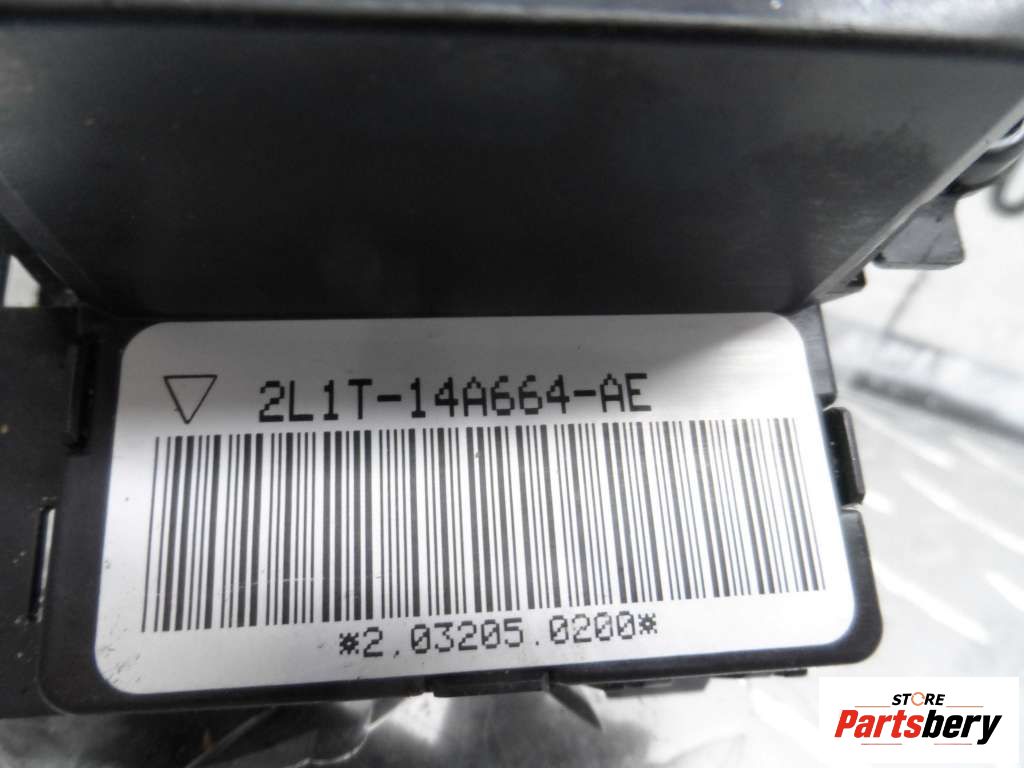 2L1T-14A664-AE
*2,03205.0200*
STORE
Partsbery